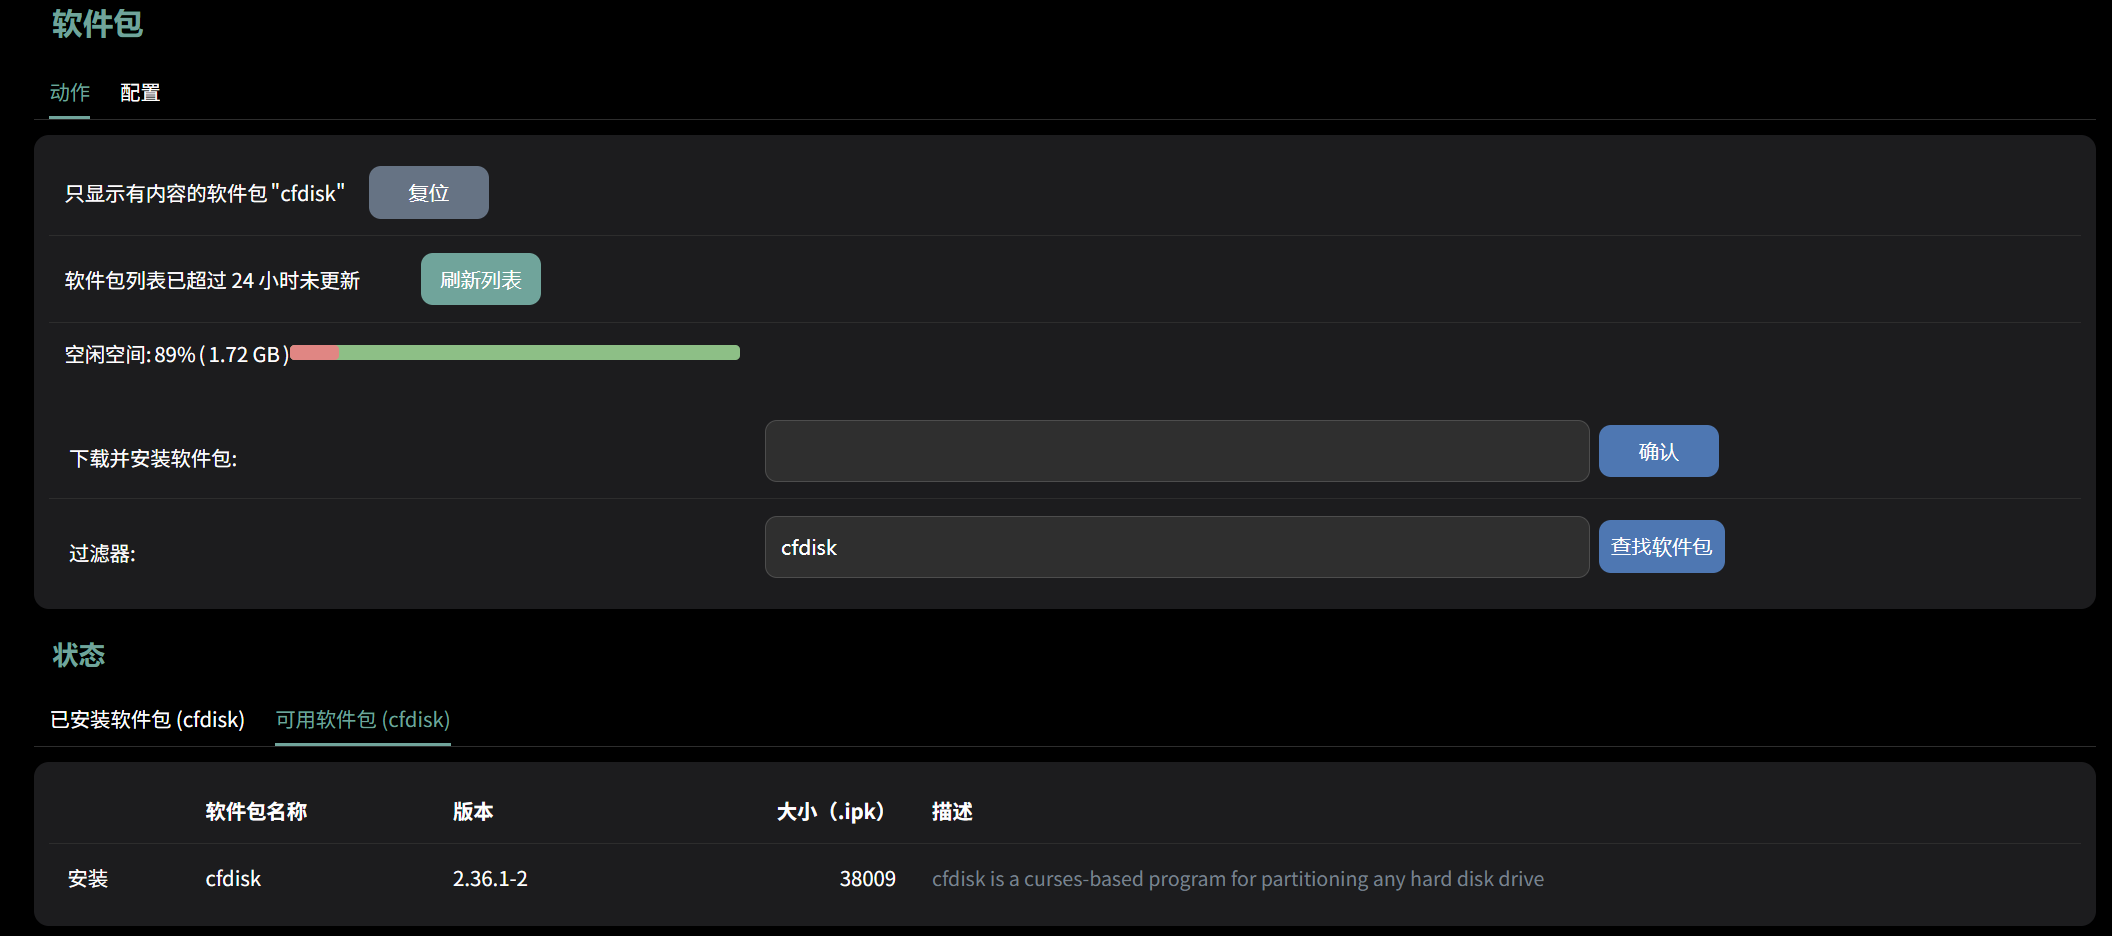 软件包
动作 配置
只显示有内容的软件包 "cfdisk" 复位
软件包列表已超过 24 小时未更新 刷新列表
空闲空间: 89% ( 1.72 GB )
下载并安装软件包: 确认
过滤器: cfdisk 查找软件包
状态
已安装软件包 (cfdisk) 可用软件包 (cfdisk)
软件包名称 版本 大小（.ipk） 描述
安装 cfdisk 2.36.1-2 38009 cfdisk is a curses-based program for partitioning any hard disk drive